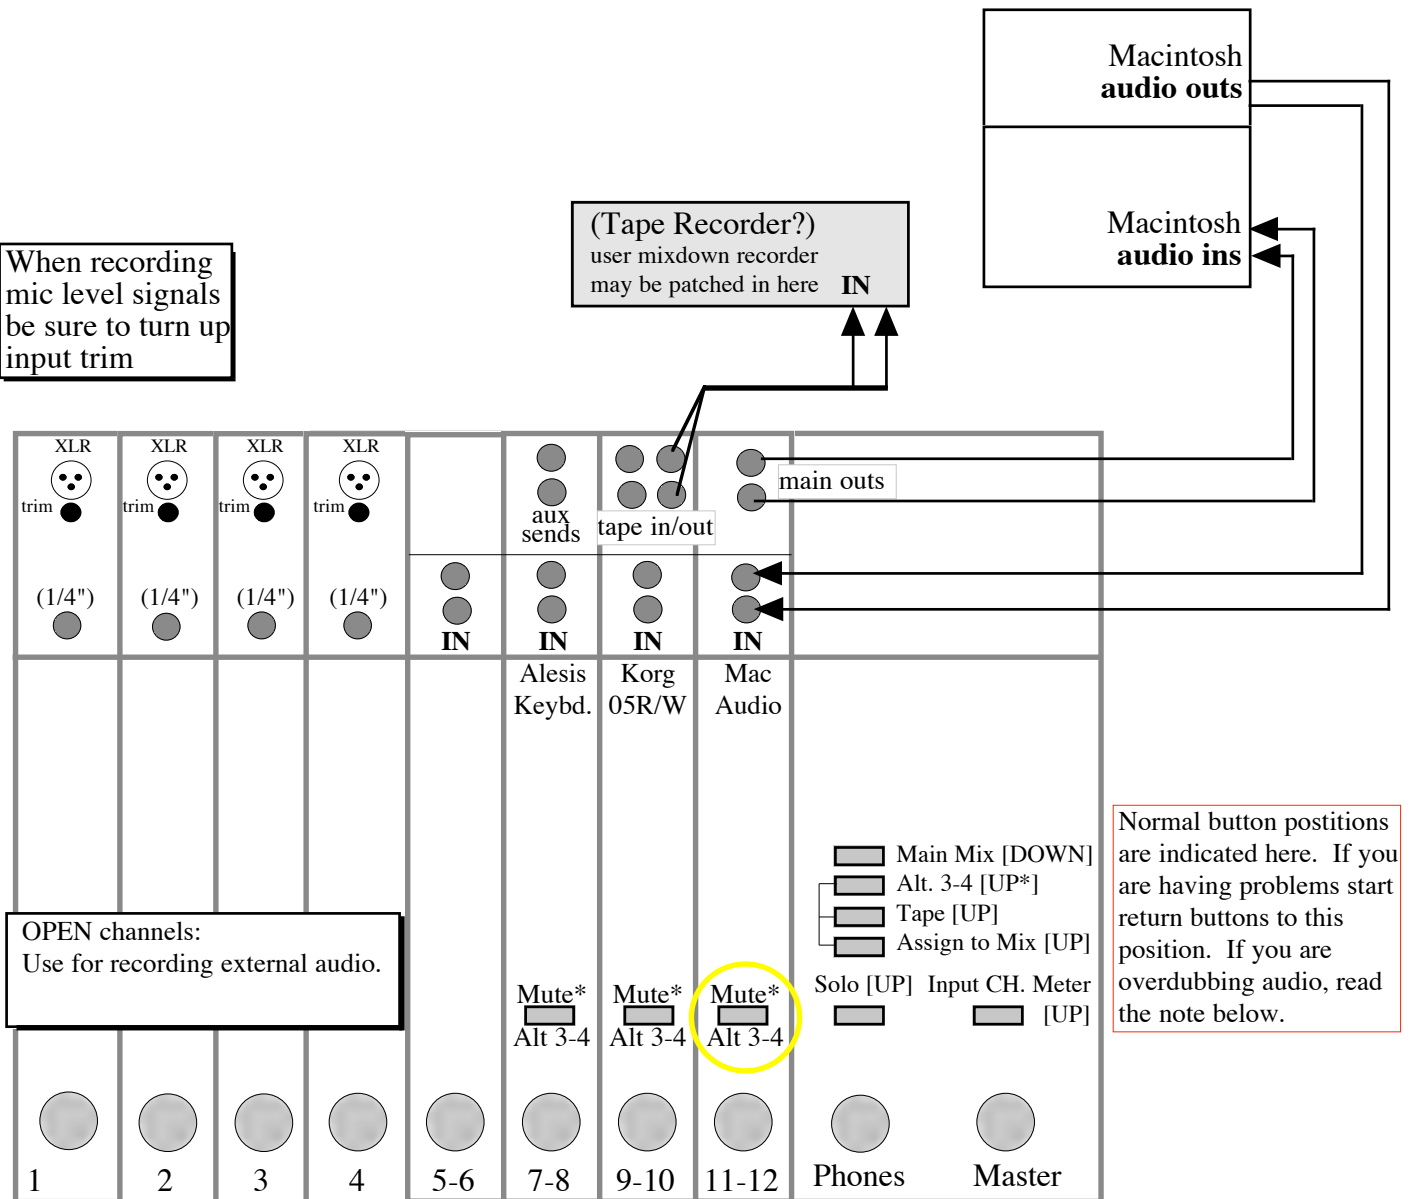 Macintosh
audio outs
Macintosh
audio ins
(Tape Recorder?)
user mixdown recorder
may be patched in here IN
When recording
mic level signals
be sure to turn up
input trim
XLR XLR XLR XLR
trim trim trim trim
main outs
aux
sends
tape in/out
(1/4") (1/4") (1/4") (1/4")
IN IN IN IN
Alesis
Keybd.
Korg
05R/W
Mac
Audio
Normal button postitions
are indicated here. If you
are having problems start
return buttons to this
position. If you are
overdubbing audio, read
the note below.
Main Mix [DOWN]
Alt. 3-4 [UP*]
Tape [UP]
Assign to Mix [UP]
OPEN channels:
Use for recording external audio.
Solo [UP] Input CH. Meter
[UP]
Mute* Mute* Mute*
Alt 3-4 Alt 3-4 Alt 3-4
1 2 3 4 5-6 7-8 9-10 11-12 Phones Master